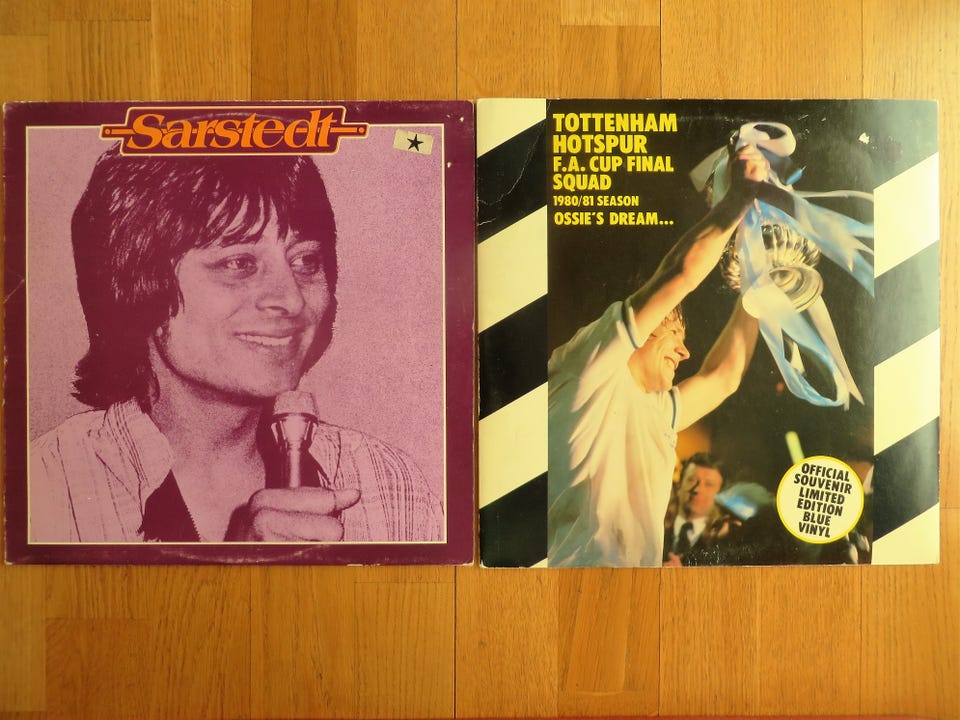 Sarstedt
TOTTENHAM
HOTSPUR
F.A. CUP FINAL
SQUAD
1980/81 SEASON
OSSIE'S DREAM...
OFFICIAL
SOUVENIR
LIMITED
EDITION
BLUE
VINYL